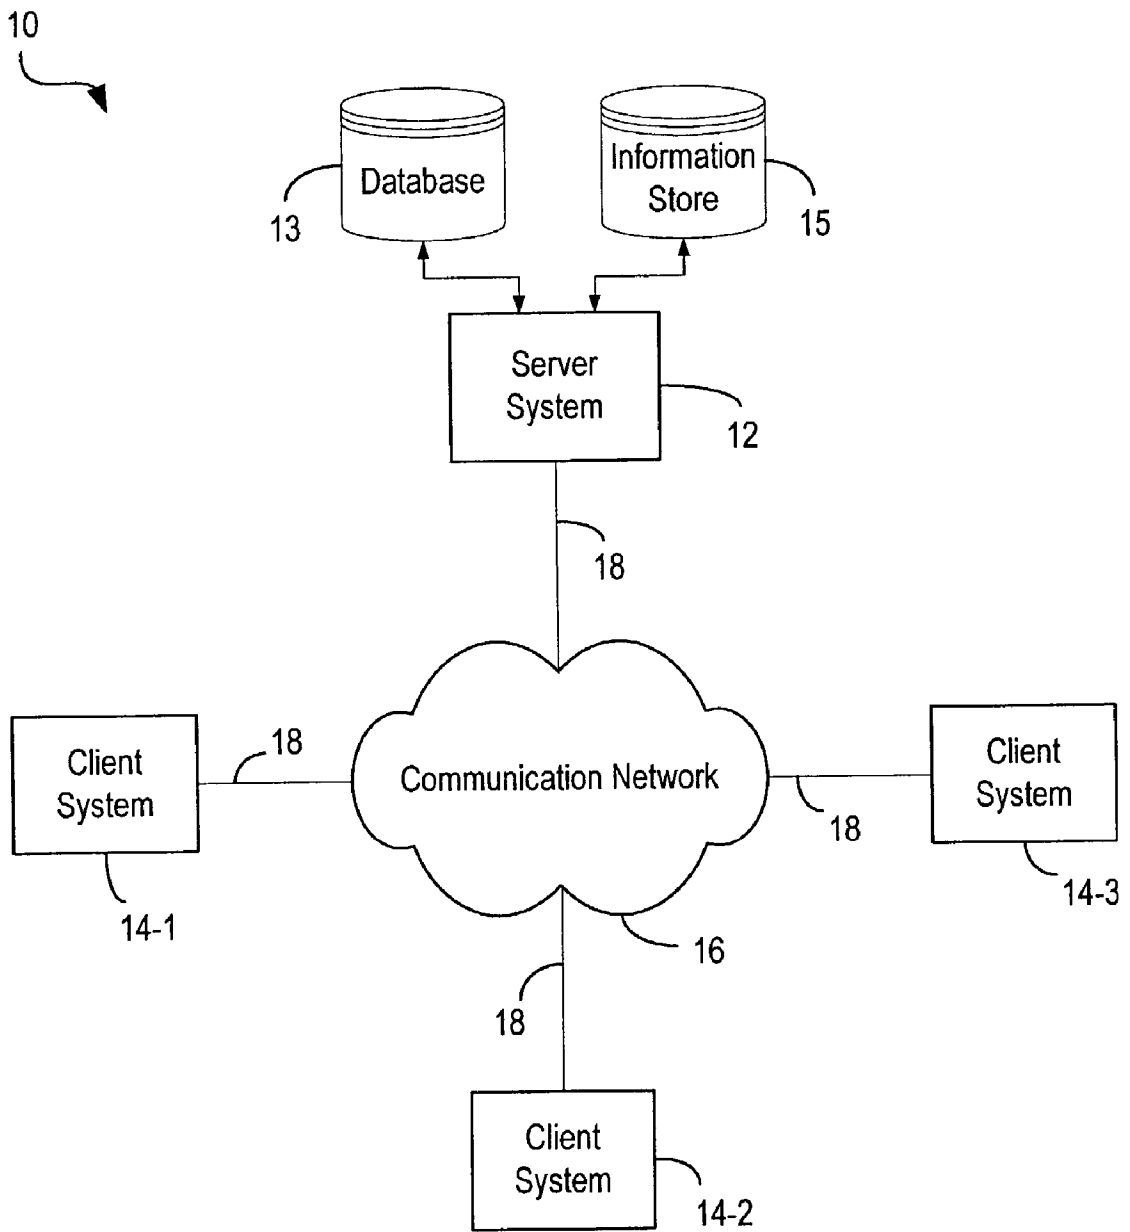 10
Database
Information
Store
13
15
Server
System
12
18
Client
System
18
Communication Network
Client
System
18
14-1
14-3
16
18
Client
System
14-2